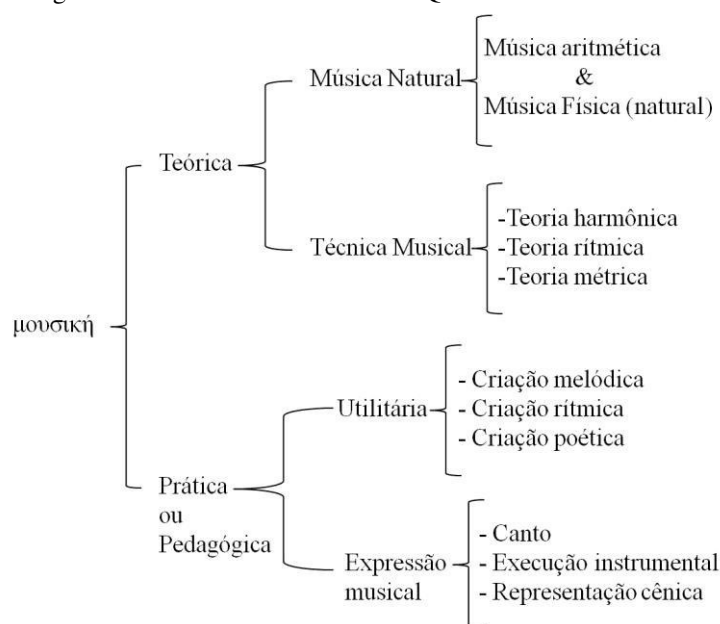 Música aritmética
&
Música Física (natural)
Música Natural
Teórica
-Teoria harmônica
-Teoria rítmica
-Teoria métrica
Técnica Musical
μουσική
- Criação melódica
- Criação rítmica
- Criação poética
Utilitária
Prática
ou
Pedagógica
- Canto
- Execução instrumental
- Representação cênica
Expressão
musical